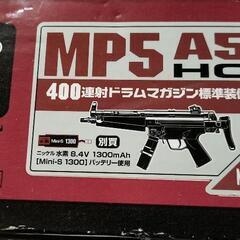 MP5 A5
HC
400連射ドラムマガジン標準装備
Mini-S 1300 別買
ニッケル水素 8.4V 1300mAh
[Mini-S 1300]バッテリー使用